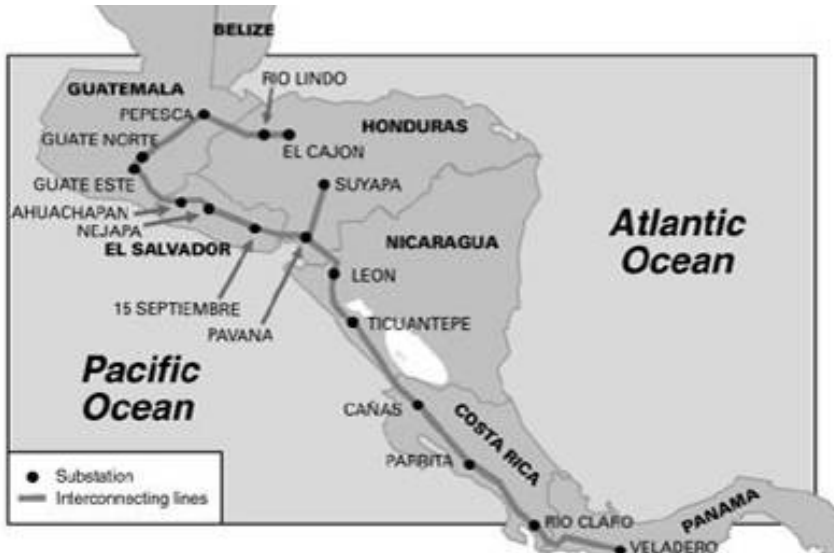 BELIZE
GUATEMALA
RIO LINDO
PEPESCA
HONDURAS
GUATE NORTE
EL CAJON
GUATE ESTE
SUYAPA
AHUACHAPAN
NEJAPA
EL SALVADOR
NICARAGUA
Atlantic
Ocean
LEON
15 SEPTIEMBRE
PAVANA
TICUANTEPE
Pacific
Ocean
CAÑAS
COSTA RICA
PARRITA
Substation
Interconnecting lines
RIO CLARO
PANAMA
VELADERO